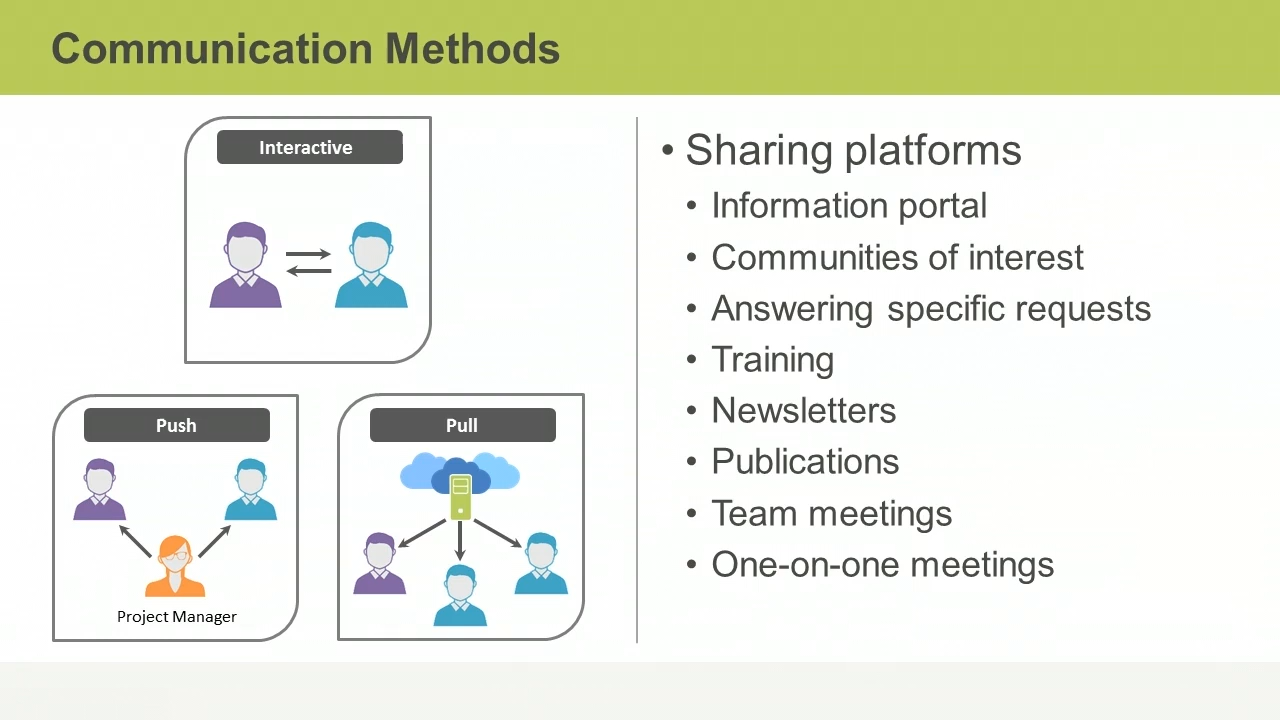 Communication Methods
Interactive
Push
Project Manager
Pull
• Sharing platforms
• Information portal
• Communities of interest
• Answering specific requests
• Training
• Newsletters
• Publications
• Team meetings
• One-on-one meetings